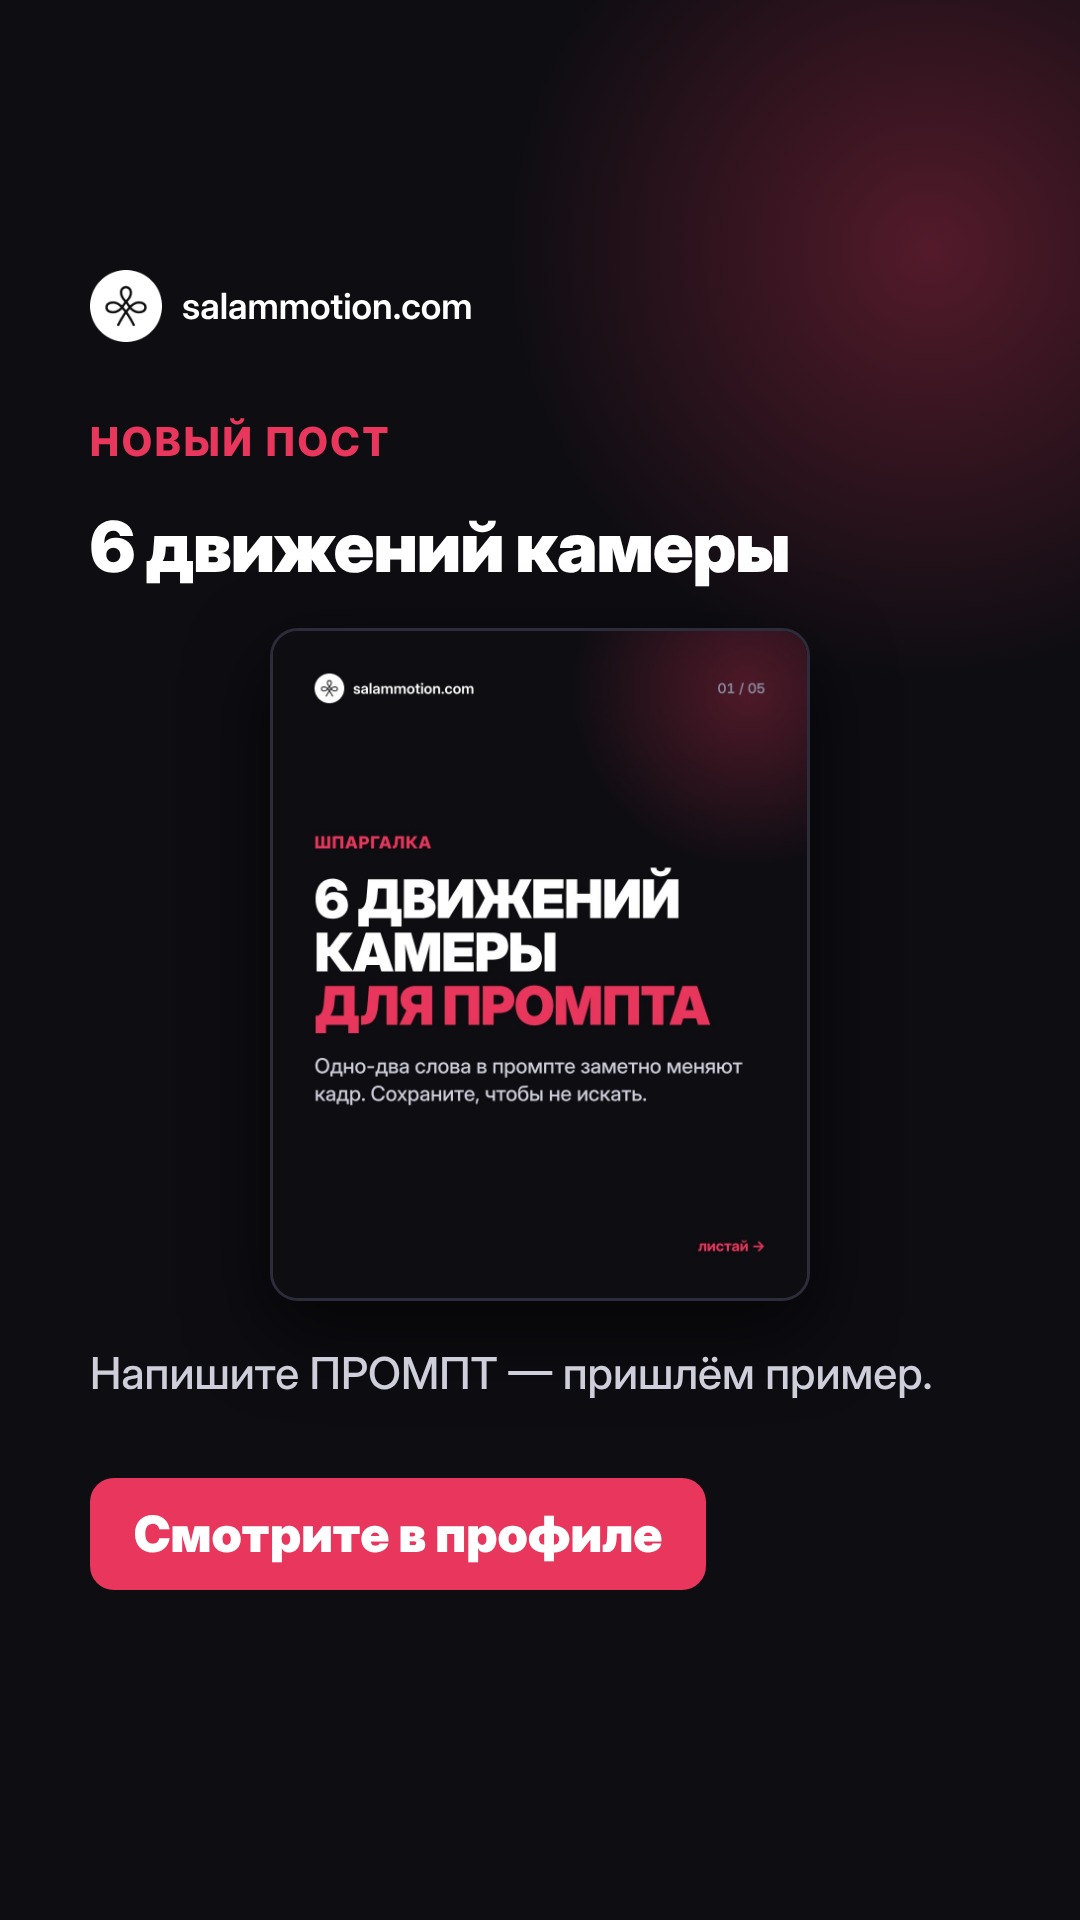 salammotion.com
НОВЫЙ ПОСТ
6 движений камеры
salammotion.com
01 / 05
ШПАРГАЛКА
6 ДВИЖЕНИЙ
КАМЕРЫ
ДЛЯ ПРОМПТА
Одно-два слова в промпте заметно меняют
кадр. Сохраните, чтобы не искать.
листай →
Напишите ПРОМПТ — пришлём пример.
Смотрите в профиле